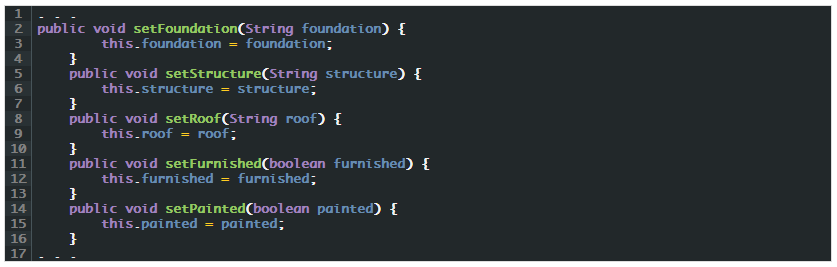 1 . . .
2 public void setFoundation(String foundation) {
3         this.foundation = foundation;
4     }
5     public void setStructure(String structure) {
6         this.structure = structure;
7     }
8     public void setRoof(String roof) {
9         this.roof = roof;
10     }
11     public void setFurnished(boolean furnished) {
12         this.furnished = furnished;
13     }
14     public void setPainted(boolean painted) {
15         this.painted = painted;
16     }
17 . . .